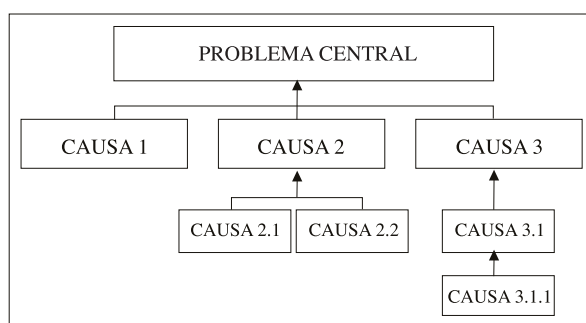 PROBLEMA CENTRAL
CAUSA 1
CAUSA 2
CAUSA 3
CAUSA 2.1
CAUSA 2.2
CAUSA 3.1
CAUSA 3.1.1